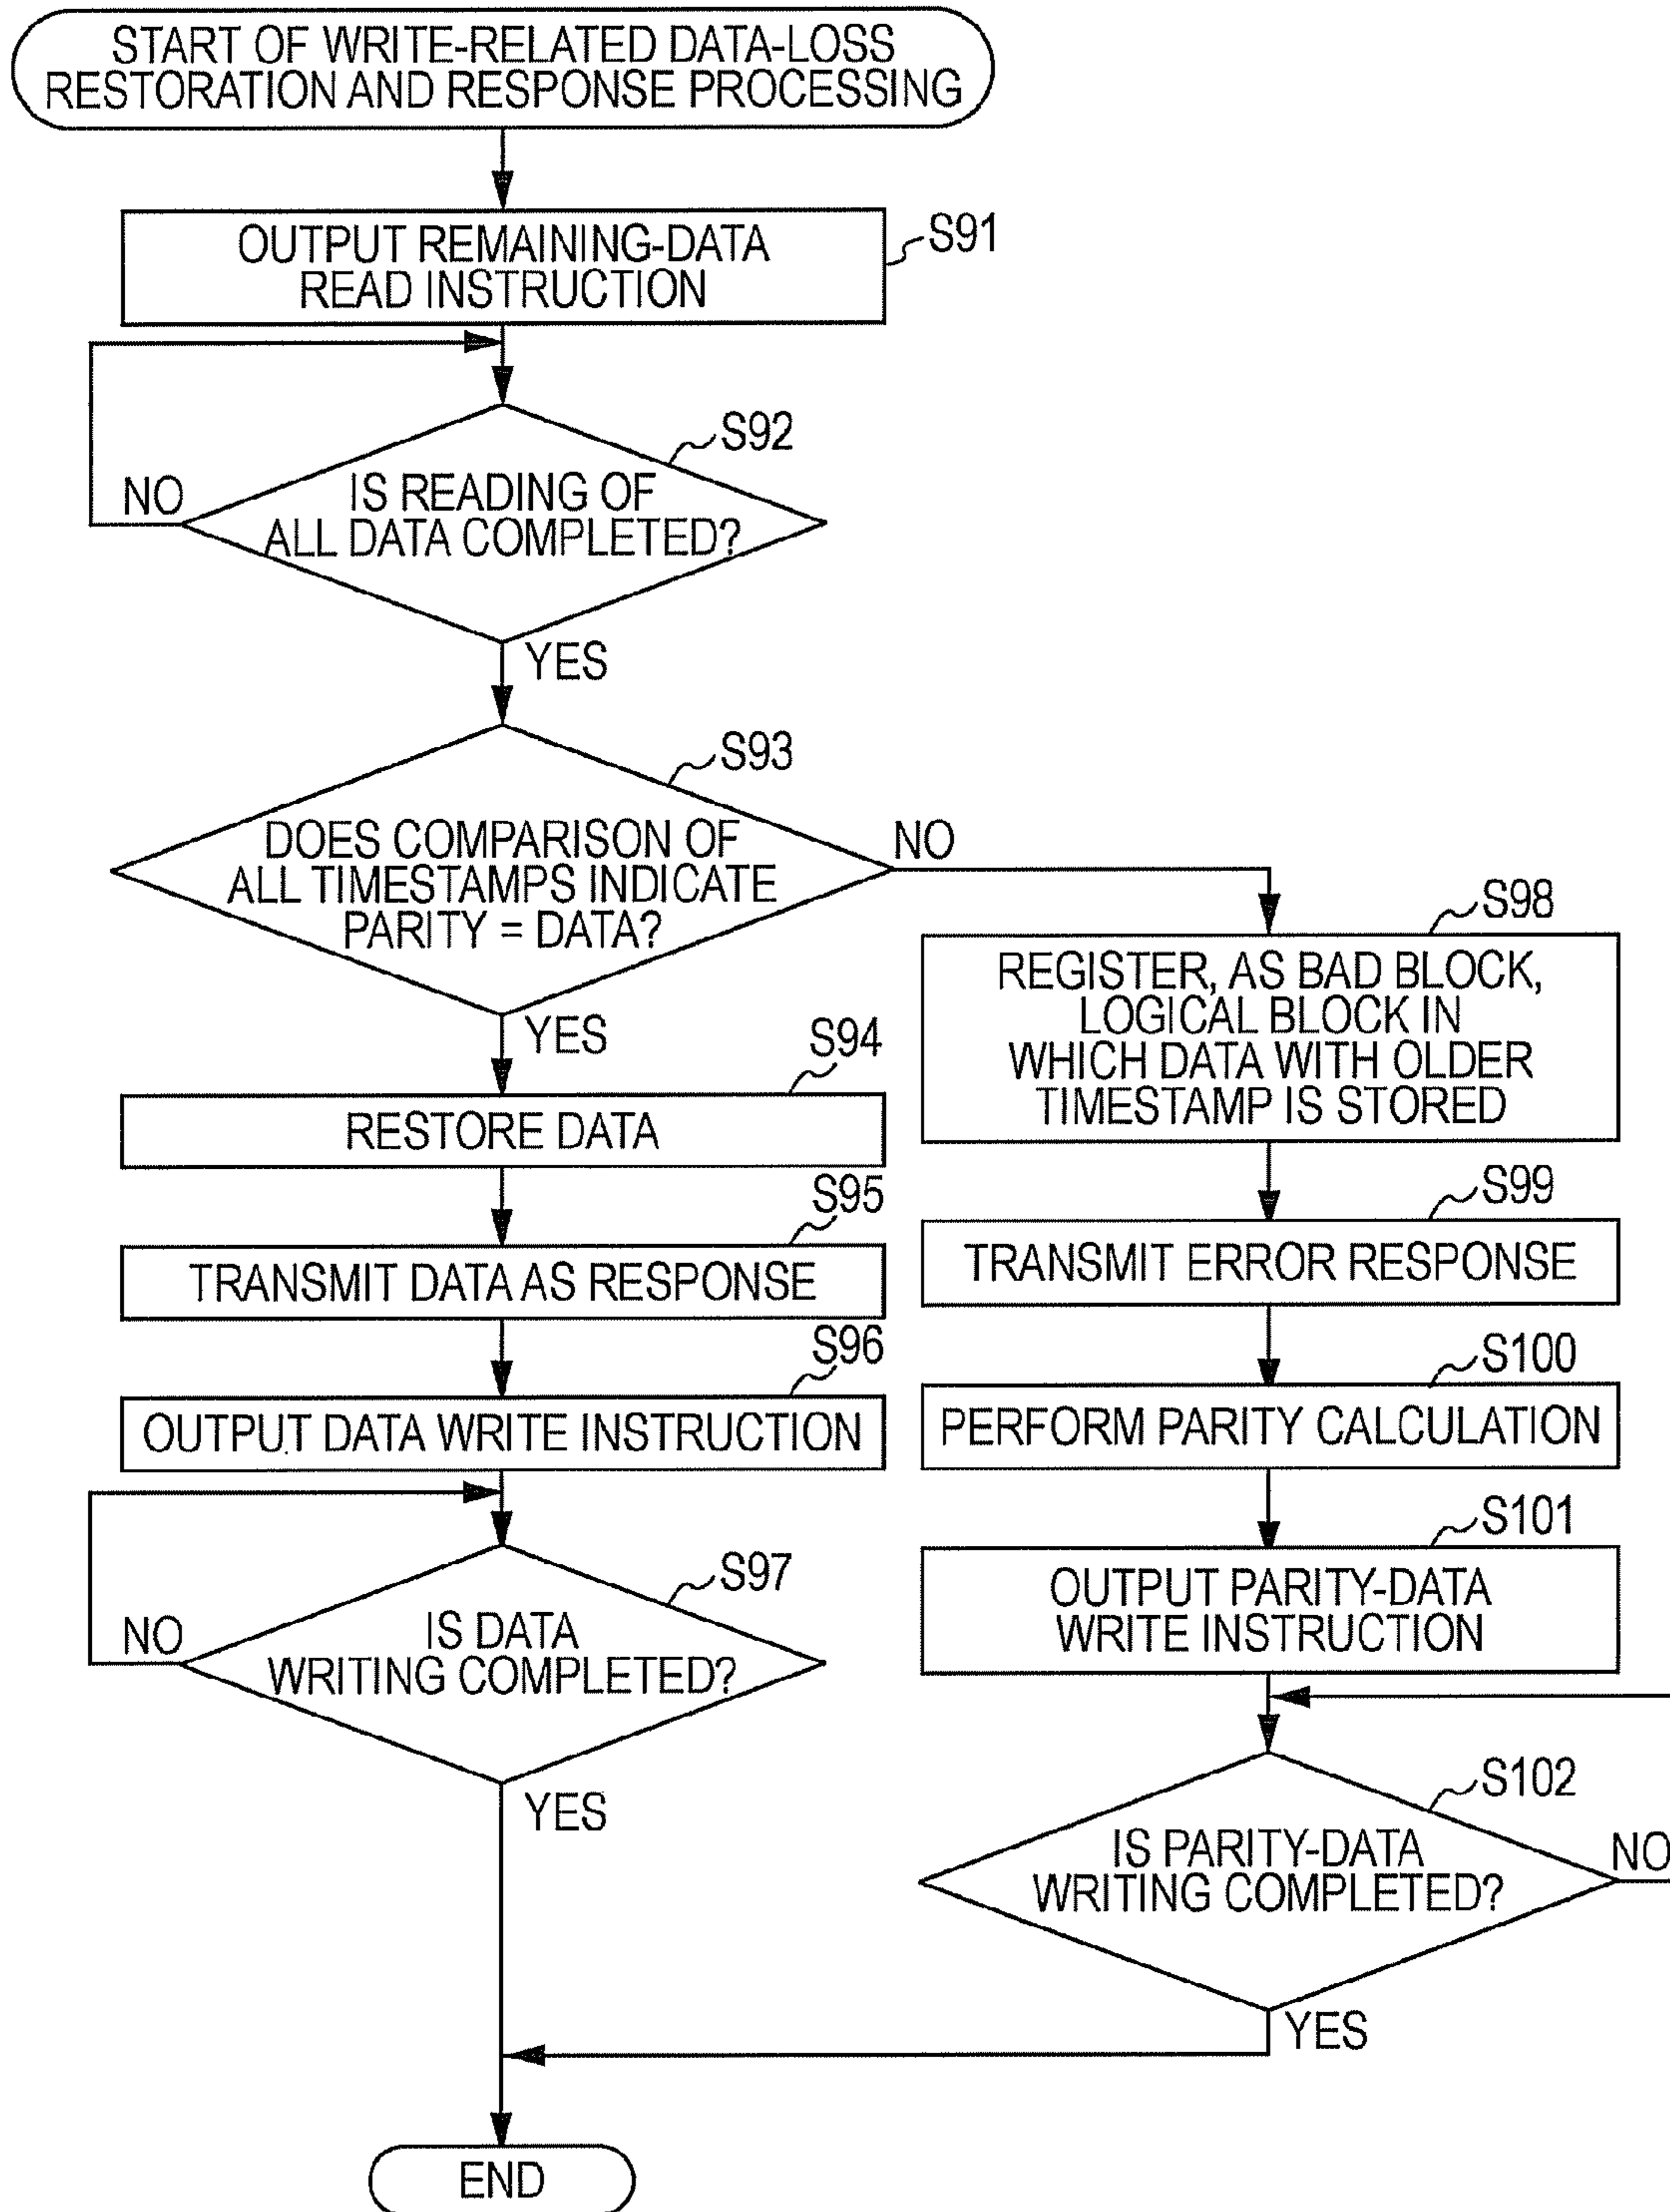 START OF WRITE-RELATED DATA-LOSS
RESTORATION AND RESPONSE PROCESSING
OUTPUT REMAINING-DATA
READ INSTRUCTION
S91
S92
IS READING OF
ALL DATA COMPLETED?
NO
YES
S93
DOES COMPARISON OF
ALL TIMESTAMPS INDICATE
PARITY = DATA?
NO
YES
S94
RESTORE DATA
S95
TRANSMIT DATA AS RESPONSE
S96
OUTPUT DATA WRITE INSTRUCTION
S97
IS DATA
WRITING COMPLETED?
NO
YES
S98
REGISTER, AS BAD BLOCK,
LOGICAL BLOCK IN
WHICH DATA WITH OLDER
TIMESTAMP IS STORED
S99
TRANSMIT ERROR RESPONSE
S100
PERFORM PARITY CALCULATION
S101
OUTPUT PARITY-DATA
WRITE INSTRUCTION
S102
IS PARITY-DATA
WRITING COMPLETED?
NO
YES
END